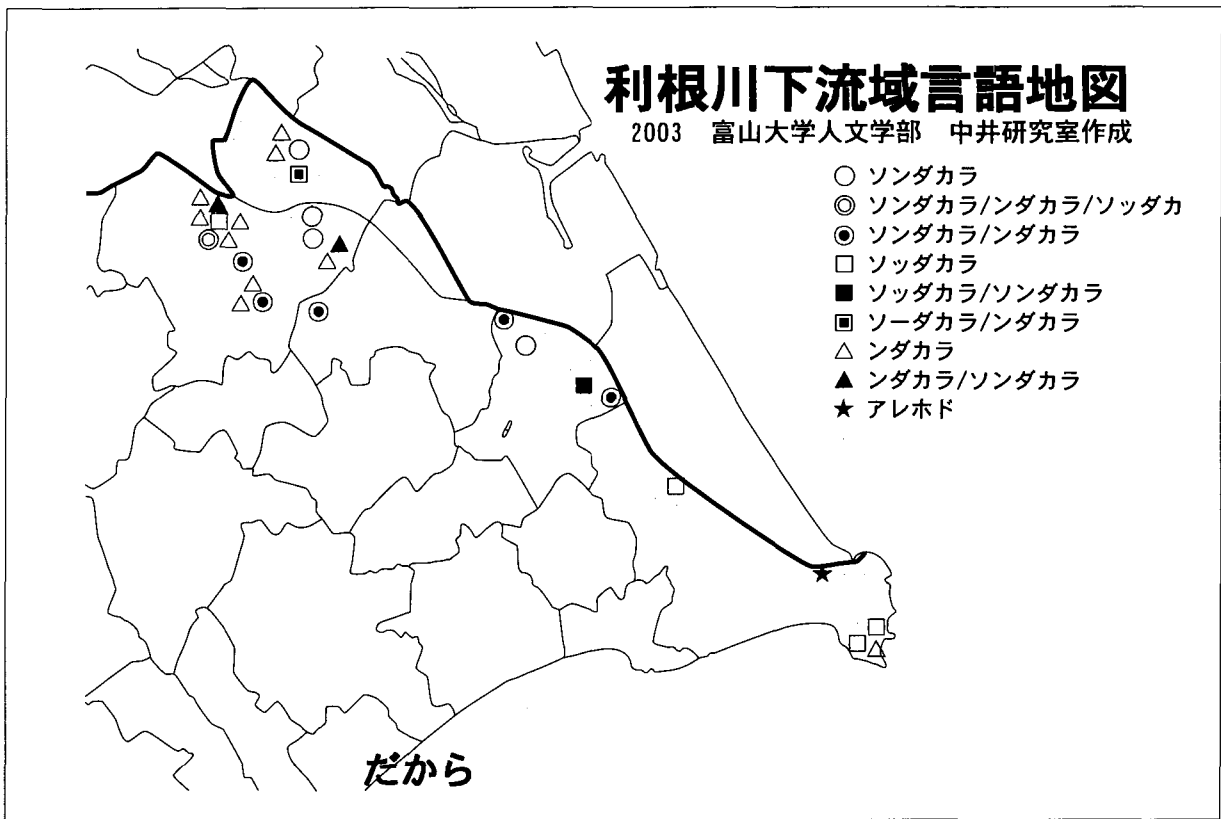 利根川下流域言語地図
2003 富山大学人文学部 中井研究室作成
○ ソンダカラ
◎ ソンダカラ/ンダカラ/ソッダカ
◉ ソンダカラ/ンダカラ
□ ソッダカラ
■ ソッダカラ/ソンダカラ
▣ ソーダカラ/ンダカラ
△ ンダカラ
▲ ンダカラ/ソンダカラ
★ アレホド
だから